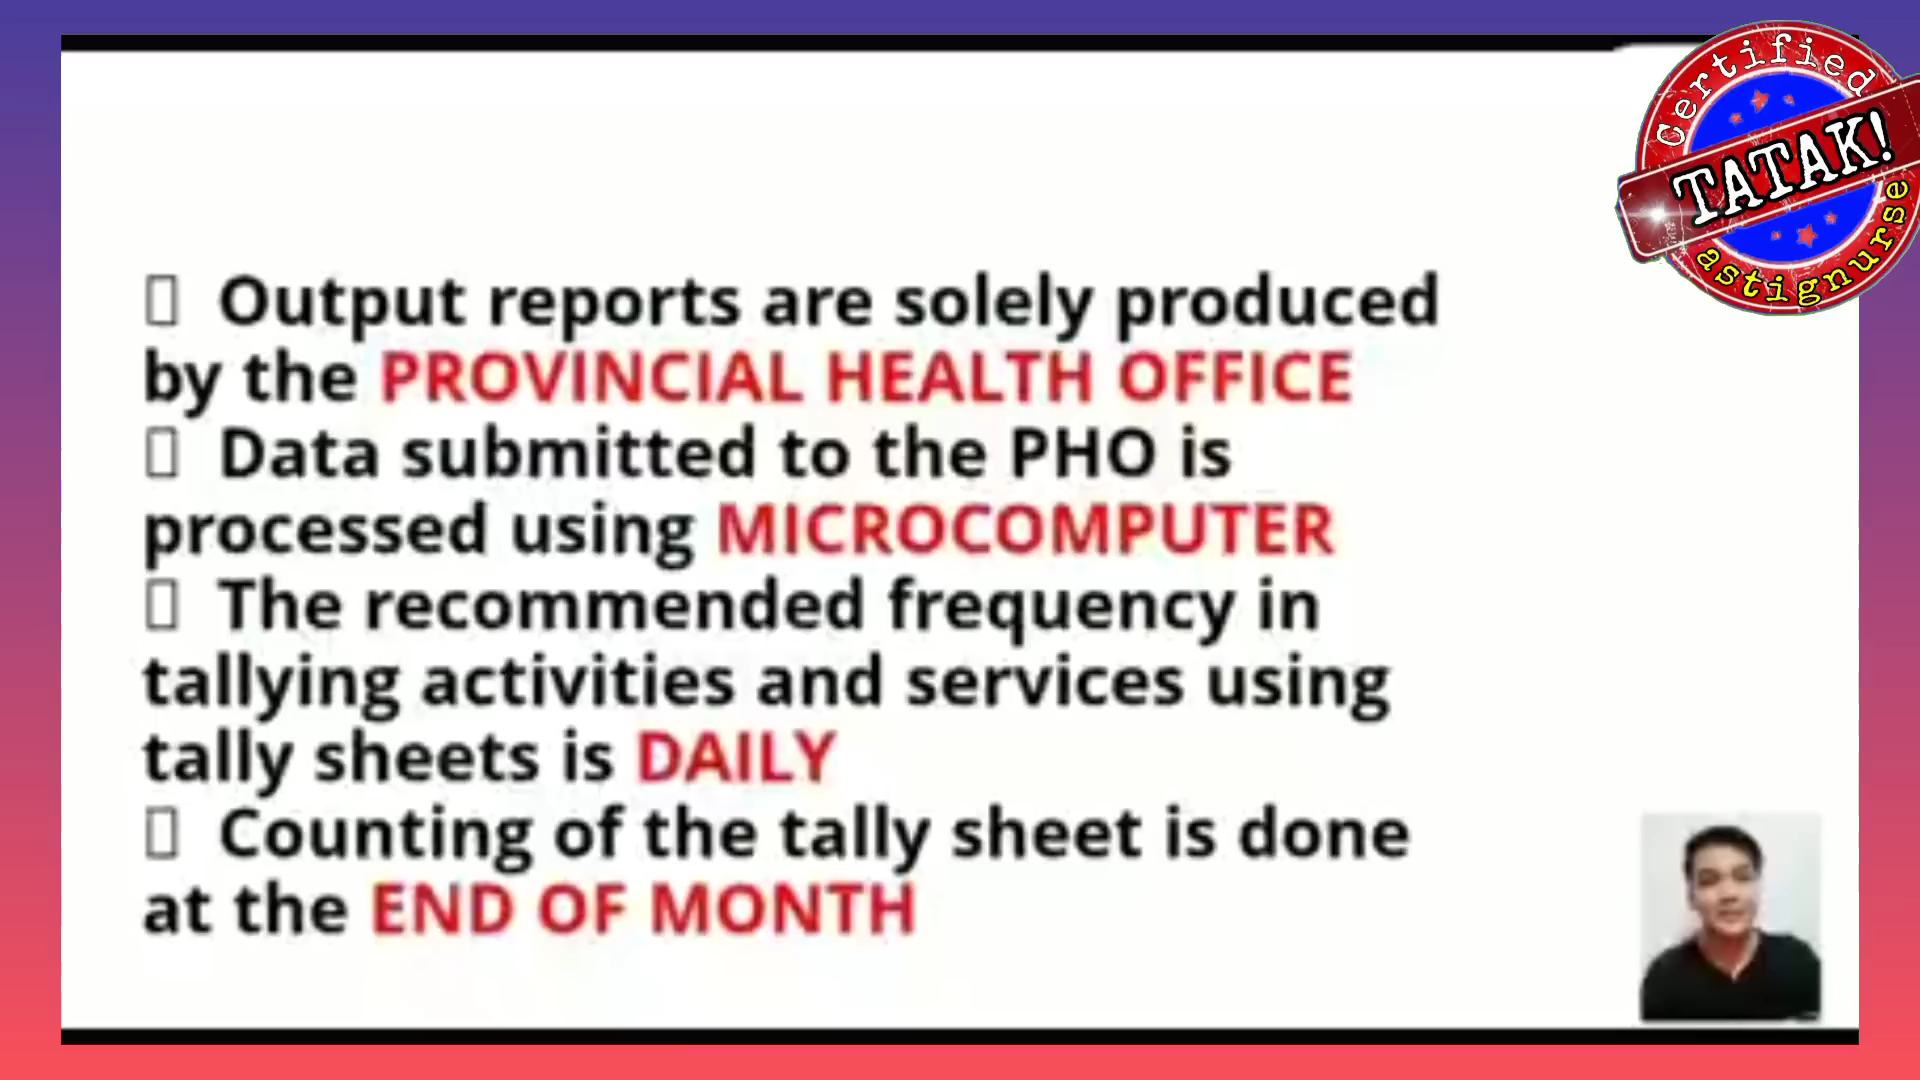 Certified
TATAK!
astignurse
Output reports are solely produced
by the PROVINCIAL HEALTH OFFICE
Data submitted to the PHO is
processed using MICROCOMPUTER
The recommended frequency in
tallying activities and services using
tally sheets is DAILY
Counting of the tally sheet is done
at the END OF MONTH